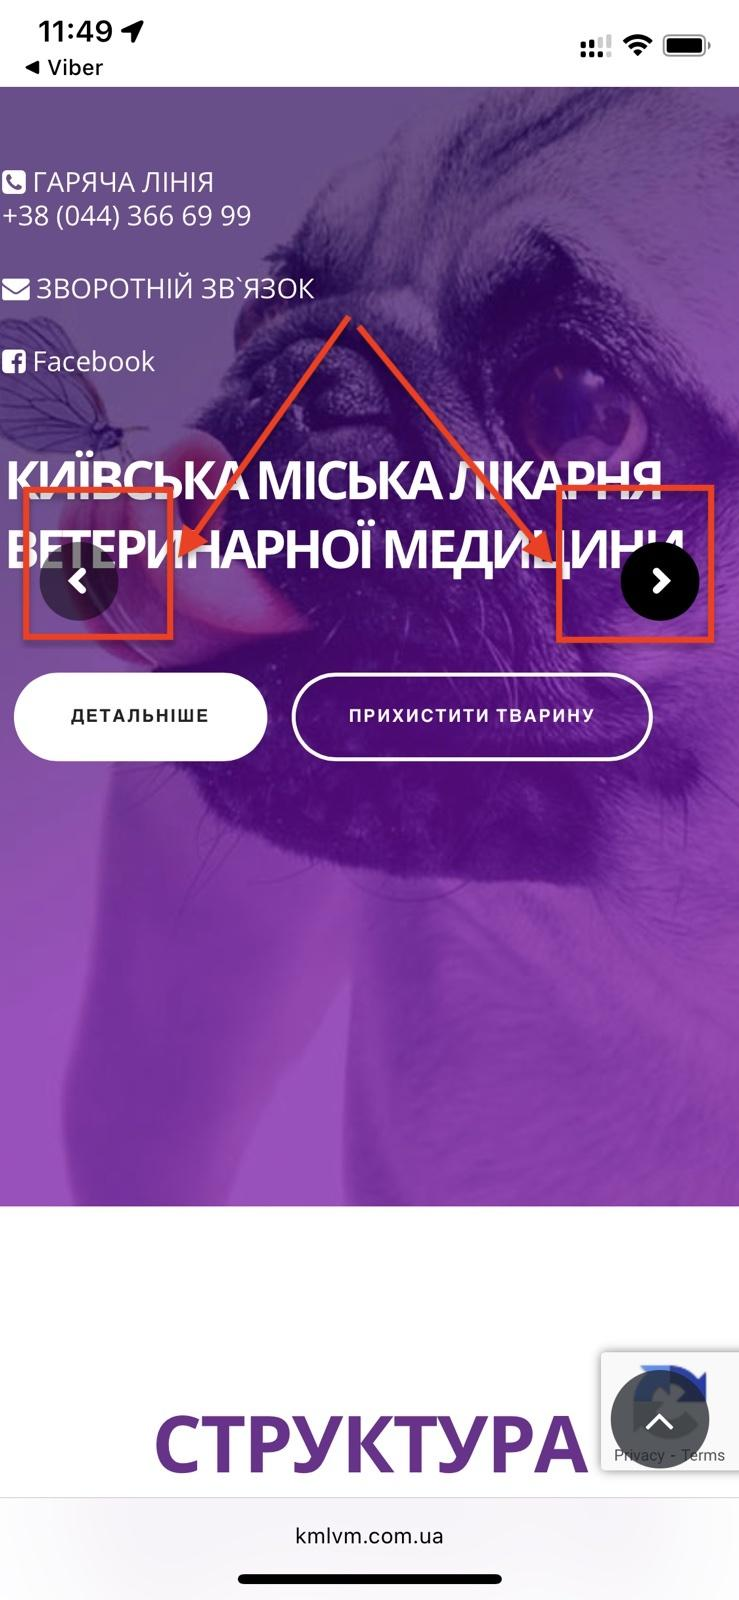 11:49
◀ Viber
ГАРЯЧА ЛІНІЯ
+38 (044) 366 69 99
ЗВОРОТНІЙ ЗВ`ЯЗОК
Facebook
КИЇВСЬКА МІСЬКА ЛІКАРНЯ
ВЕТЕРИНАРНОЇ МЕДИЦИНИ
ДЕТАЛЬНІШЕ
ПРИХИСТИТИ ТВАРИНУ
СТРУКТУРА
Privacy - Terms
kmlvm.com.ua